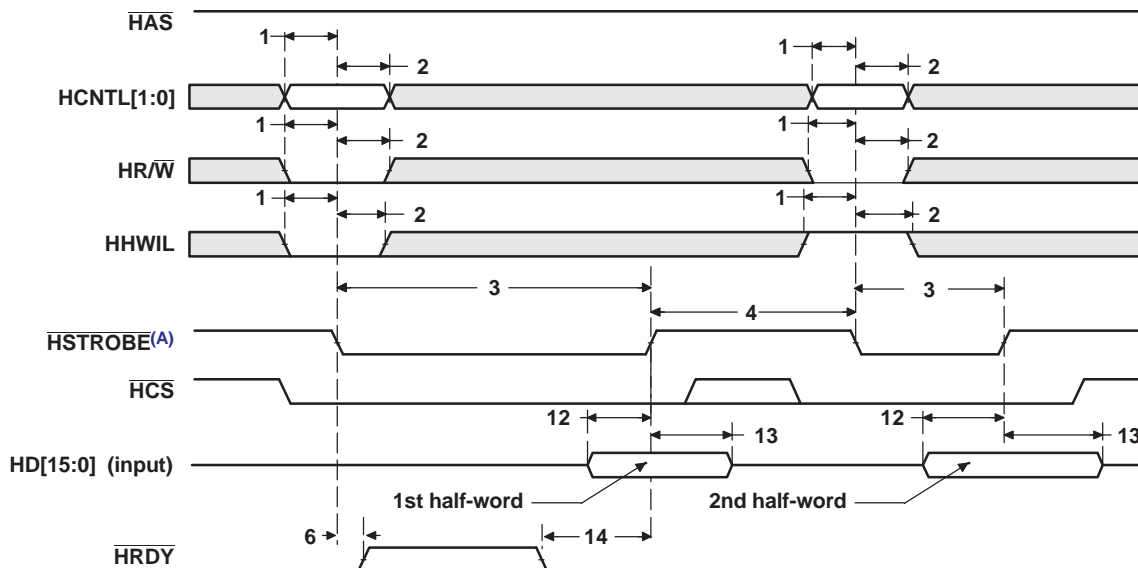 HAS
1
2
HCNTL[1:0]
1
2
HR/W
1
2
HHWIL
1
2
1
2
1
2
3
4
3
HSTROBE(A)
HCS
12
13
12
13
HD[15:0] (input)
1st half-word
2nd half-word
6
14
HRDY